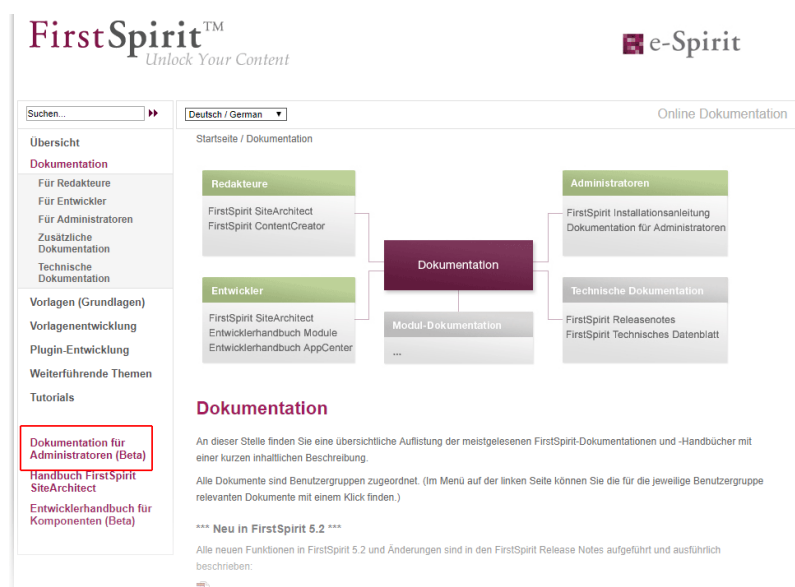 FirstSpirit™
Unlock Your Content
e-Spirit
Suchen...
Deutsch / German
Online Dokumentation
Startseite / Dokumentation
Übersicht
Dokumentation
Für Redakteure
Für Entwickler
Für Administratoren
Zusätzliche
Dokumentation
Technische
Dokumentation
Vorlagen (Grundlagen)
Vorlagenentwicklung
Plugin-Entwicklung
Weiterführende Themen
Tutorials
Dokumentation für
Administratoren (Beta)
Handbuch FirstSpirit
SiteArchitect
Entwicklerhandbuch für
Komponenten (Beta)
Redakteure
FirstSpirit SiteArchitect
FirstSpirit ContentCreator
Administratoren
FirstSpirit Installationsanleitung
Dokumentation für Administratoren
Dokumentation
Entwickler
FirstSpirit SiteArchitect
Entwicklerhandbuch Module
Entwicklerhandbuch AppCenter
Modul-Dokumentation
...
Technische Dokumentation
FirstSpirit Releasenotes
FirstSpirit Technisches Datenblatt
Dokumentation
An dieser Stelle finden Sie eine übersichtliche Auflistung der meistgelesenen FirstSpirit-Dokumentationen und -Handbücher mit
einer kurzen inhaltlichen Beschreibung.
Alle Dokumente sind Benutzergruppen zugeordnet. (Im Menü auf der linken Seite können Sie die für die jeweilige Benutzergruppe
relevanten Dokumente mit einem Klick finden.)
*** Neu in FirstSpirit 5.2 ***
Alle neuen Funktionen in FirstSpirit 5.2 und Änderungen sind in den FirstSpirit Release Notes aufgeführt und ausführlich
beschrieben: